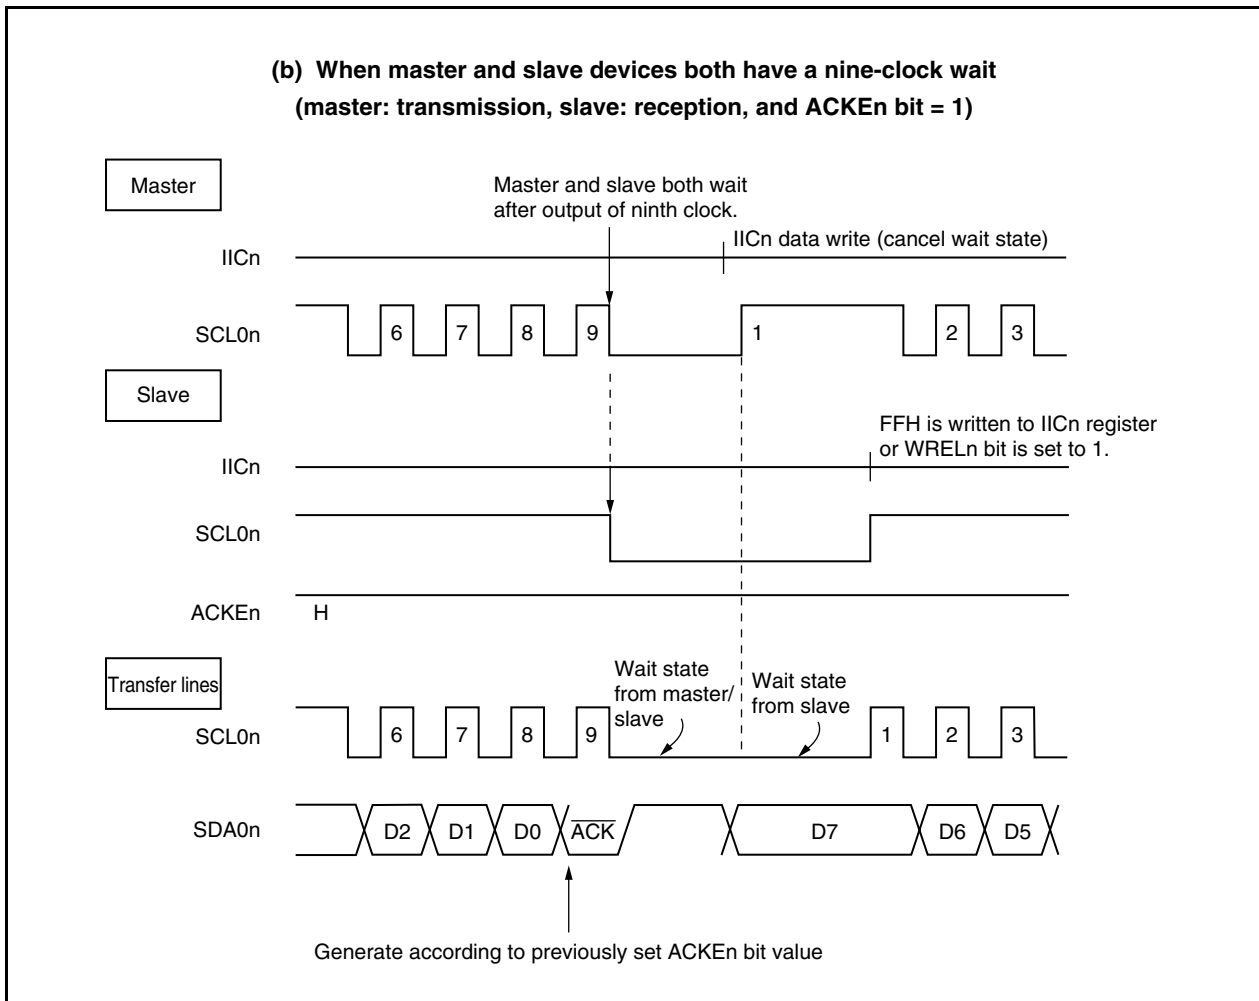 (b) When master and slave devices both have a nine-clock wait
(master: transmission, slave: reception, and ACKEn bit = 1)
Master
Master and slave both wait
after output of ninth clock.
IICn data write (cancel wait state)
IICn
SCL0n
6 7 8 9 1 2 3
Slave
FFH is written to IICn register
or WRELn bit is set to 1.
IICn
SCL0n
ACKEn
H
Transfer lines
Wait state
from master/
slave
Wait state
from slave
SCL0n
6 7 8 9 1 2 3
SDA0n
D2 D1 D0 ACK D7 D6 D5
Generate according to previously set ACKEn bit value